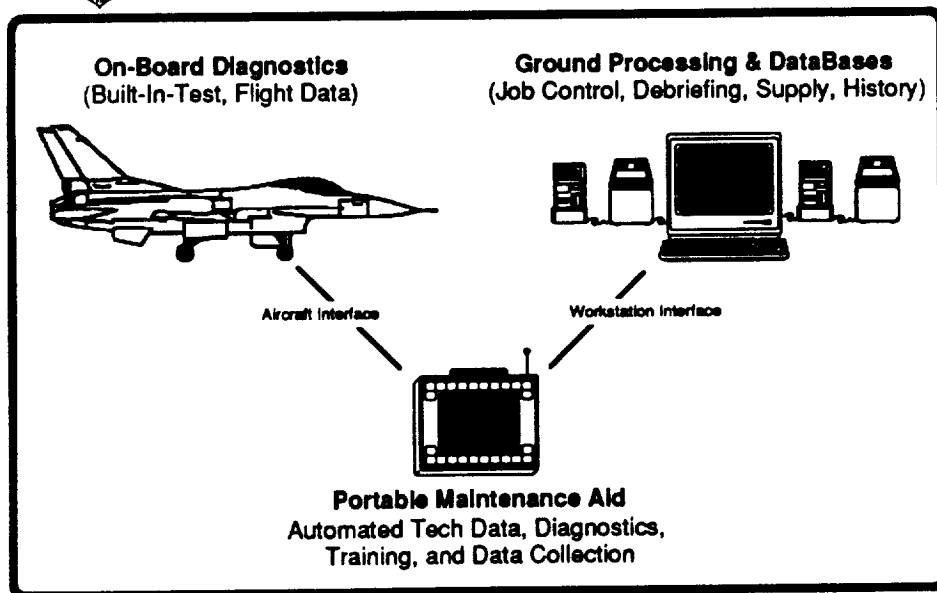 On-Board Diagnostics
(Built-In-Test, Flight Data)
Ground Processing & DataBases
(Job Control, Debriefing, Supply, History)
Aircraft Interface
Workstation Interface
Portable Maintenance Aid
Automated Tech Data, Diagnostics,
Training, and Data Collection